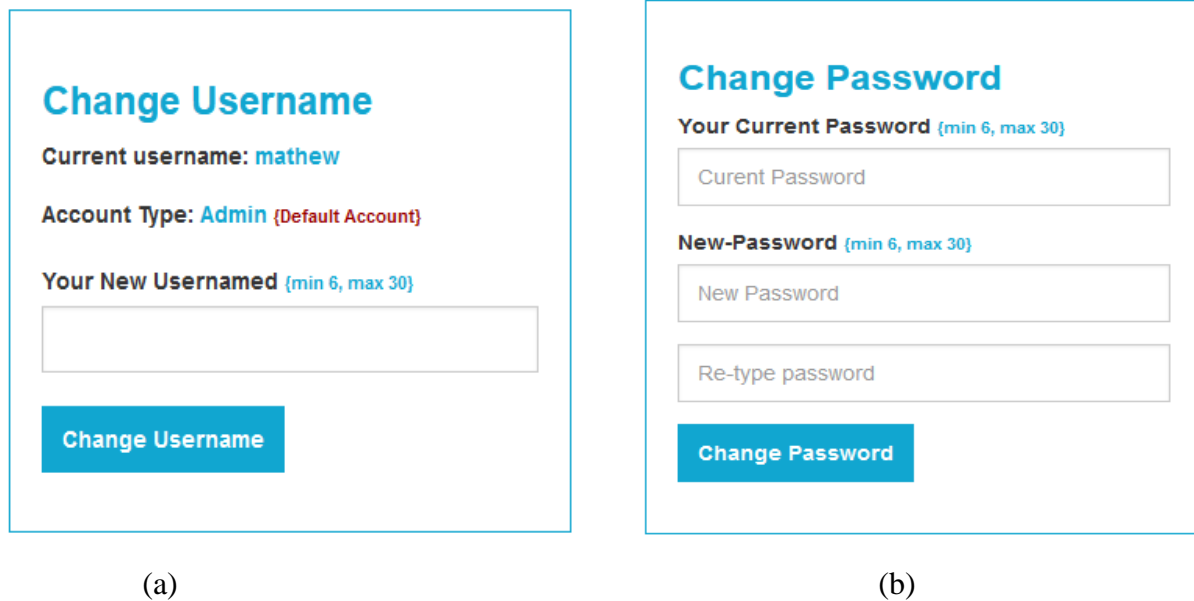 Change Username
Current username: mathew
Account Type: Admin {Default Account}
Your New Usernamed {min 6, max 30}
Change Username
(a)
Change Password
Your Current Password {min 6, max 30}
Curent Password
New-Password {min 6, max 30}
New Password
Re-type password
Change Password
(b)